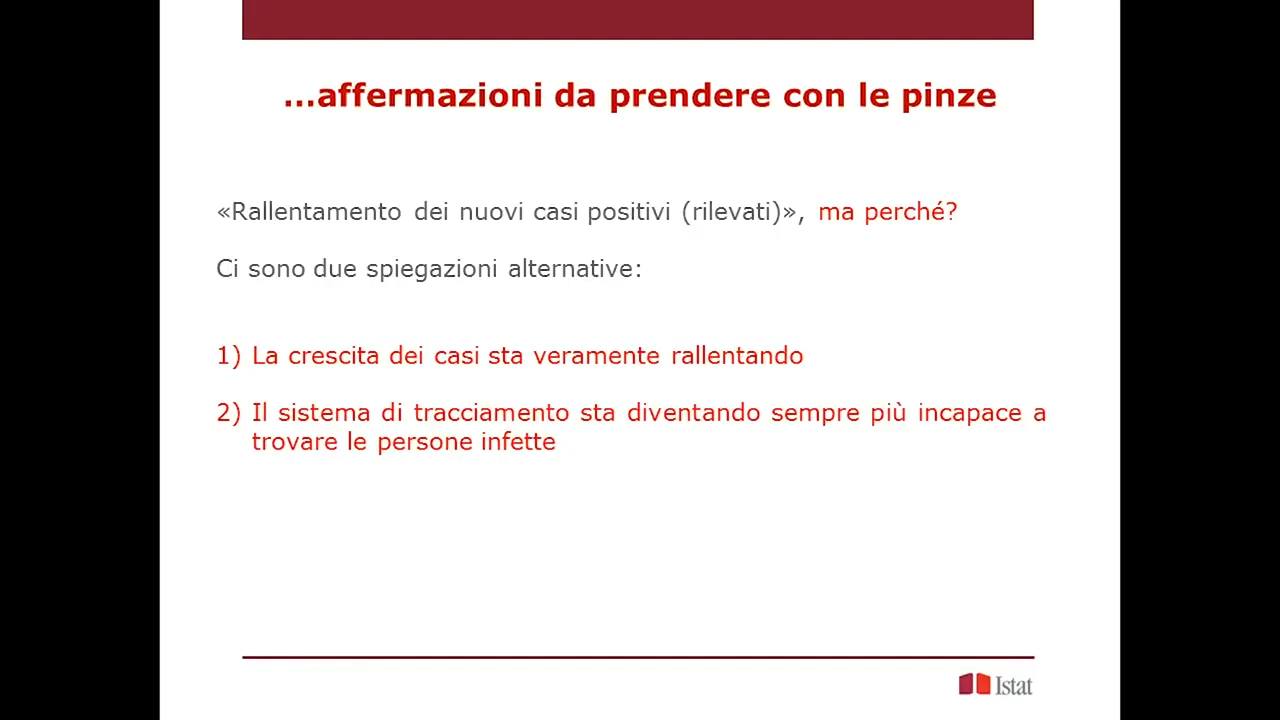 ...affermazioni da prendere con le pinze
«Rallentamento dei nuovi casi positivi (rilevati)», ma perché?
Ci sono due spiegazioni alternative:
1) La crescita dei casi sta veramente rallentando
2) Il sistema di tracciamento sta diventando sempre più incapace a
trovare le persone infette
Istat